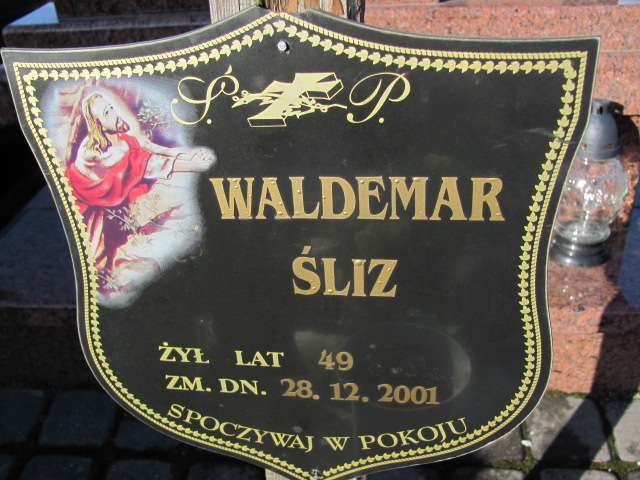 Ś. P.
WALDEMAR
ŚLIZ
ŻYŁ LAT 49
ZM. DN. 28. 12. 2001
SPOCZYWAJ W POKOJU